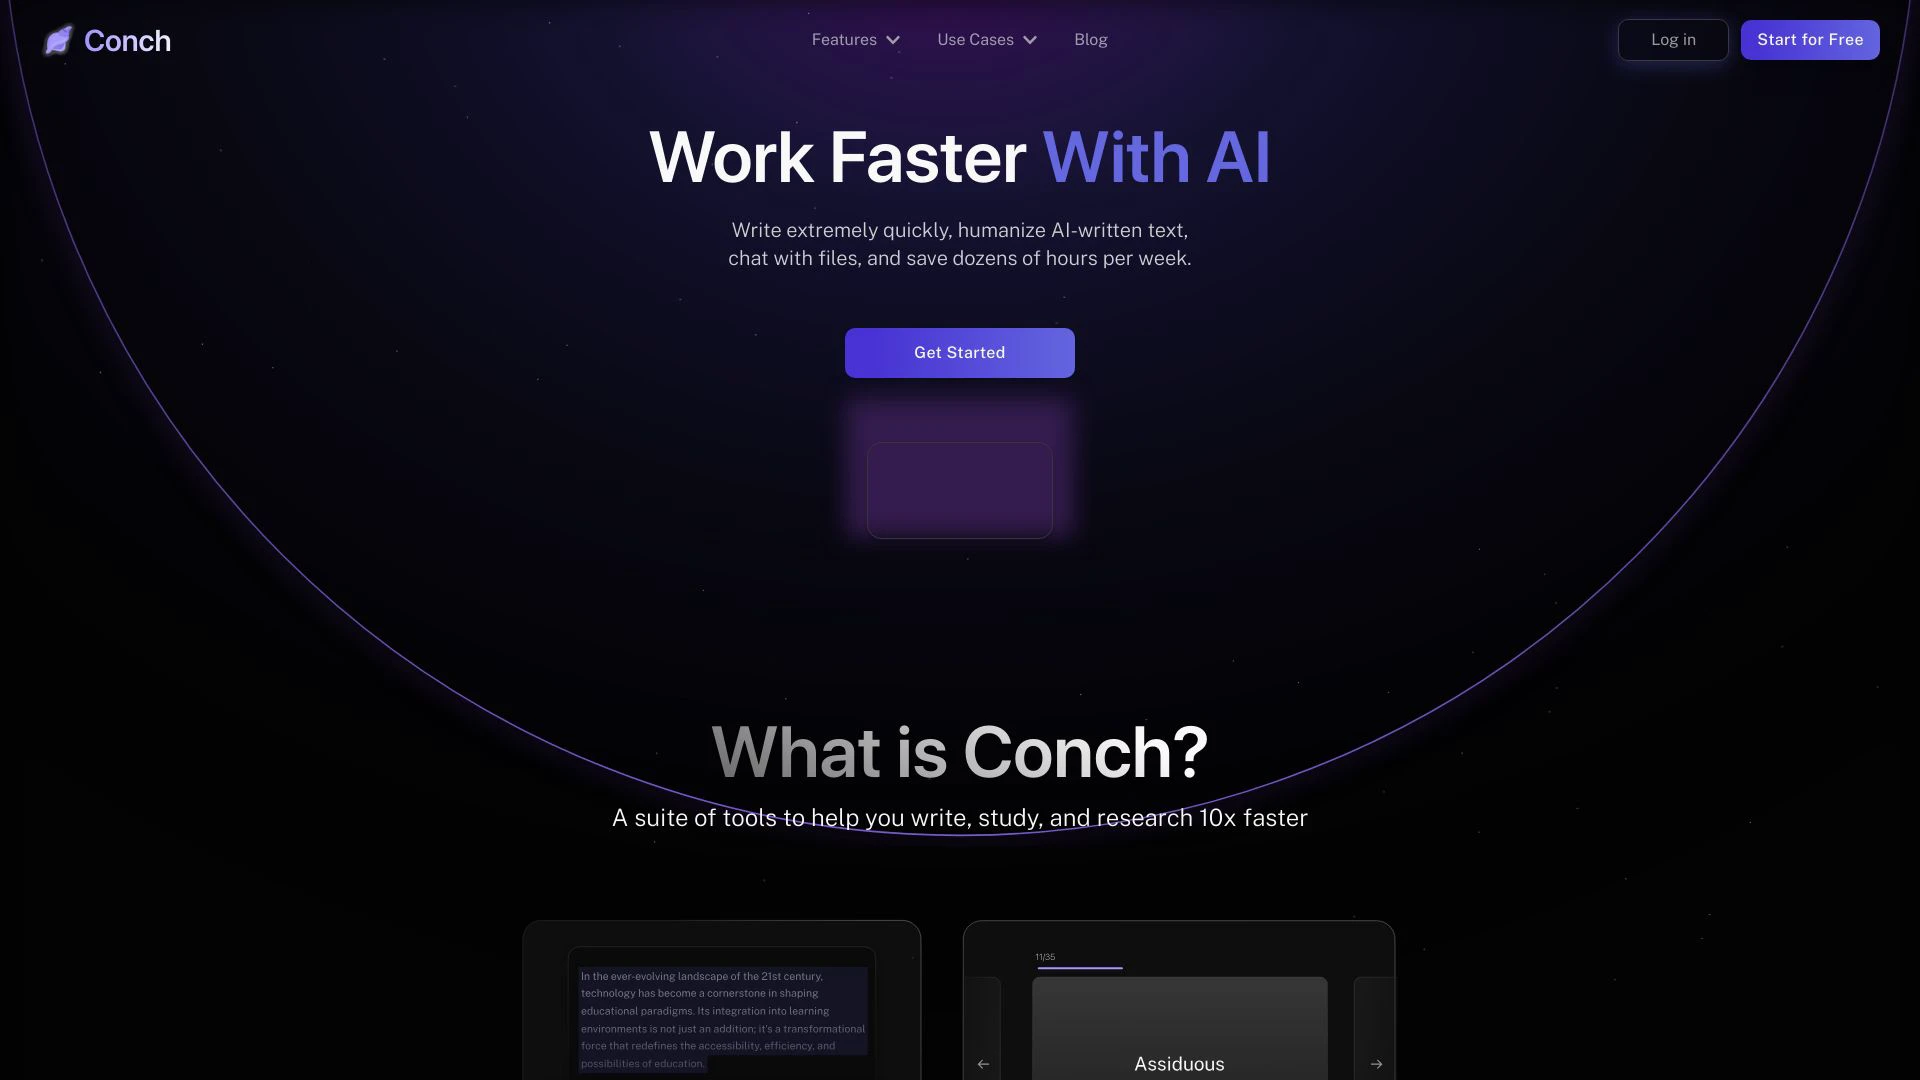 Conch
Features
Use Cases
Blog
Log in
Start for Free
Work Faster With AI
Write extremely quickly, humanize AI-written text,
chat with files, and save dozens of hours per week.
Get Started
What is Conch?
A suite of tools to help you write, study, and research 10x faster
In the ever-evolving landscape of the 21st century,
technology has become a cornerstone in shaping
educational paradigms. Its integration into learning
environments is not just an addition; it's a transformational
force that redefines the accessibility, efficiency, and
possibilities of education.
11/35
Assiduous